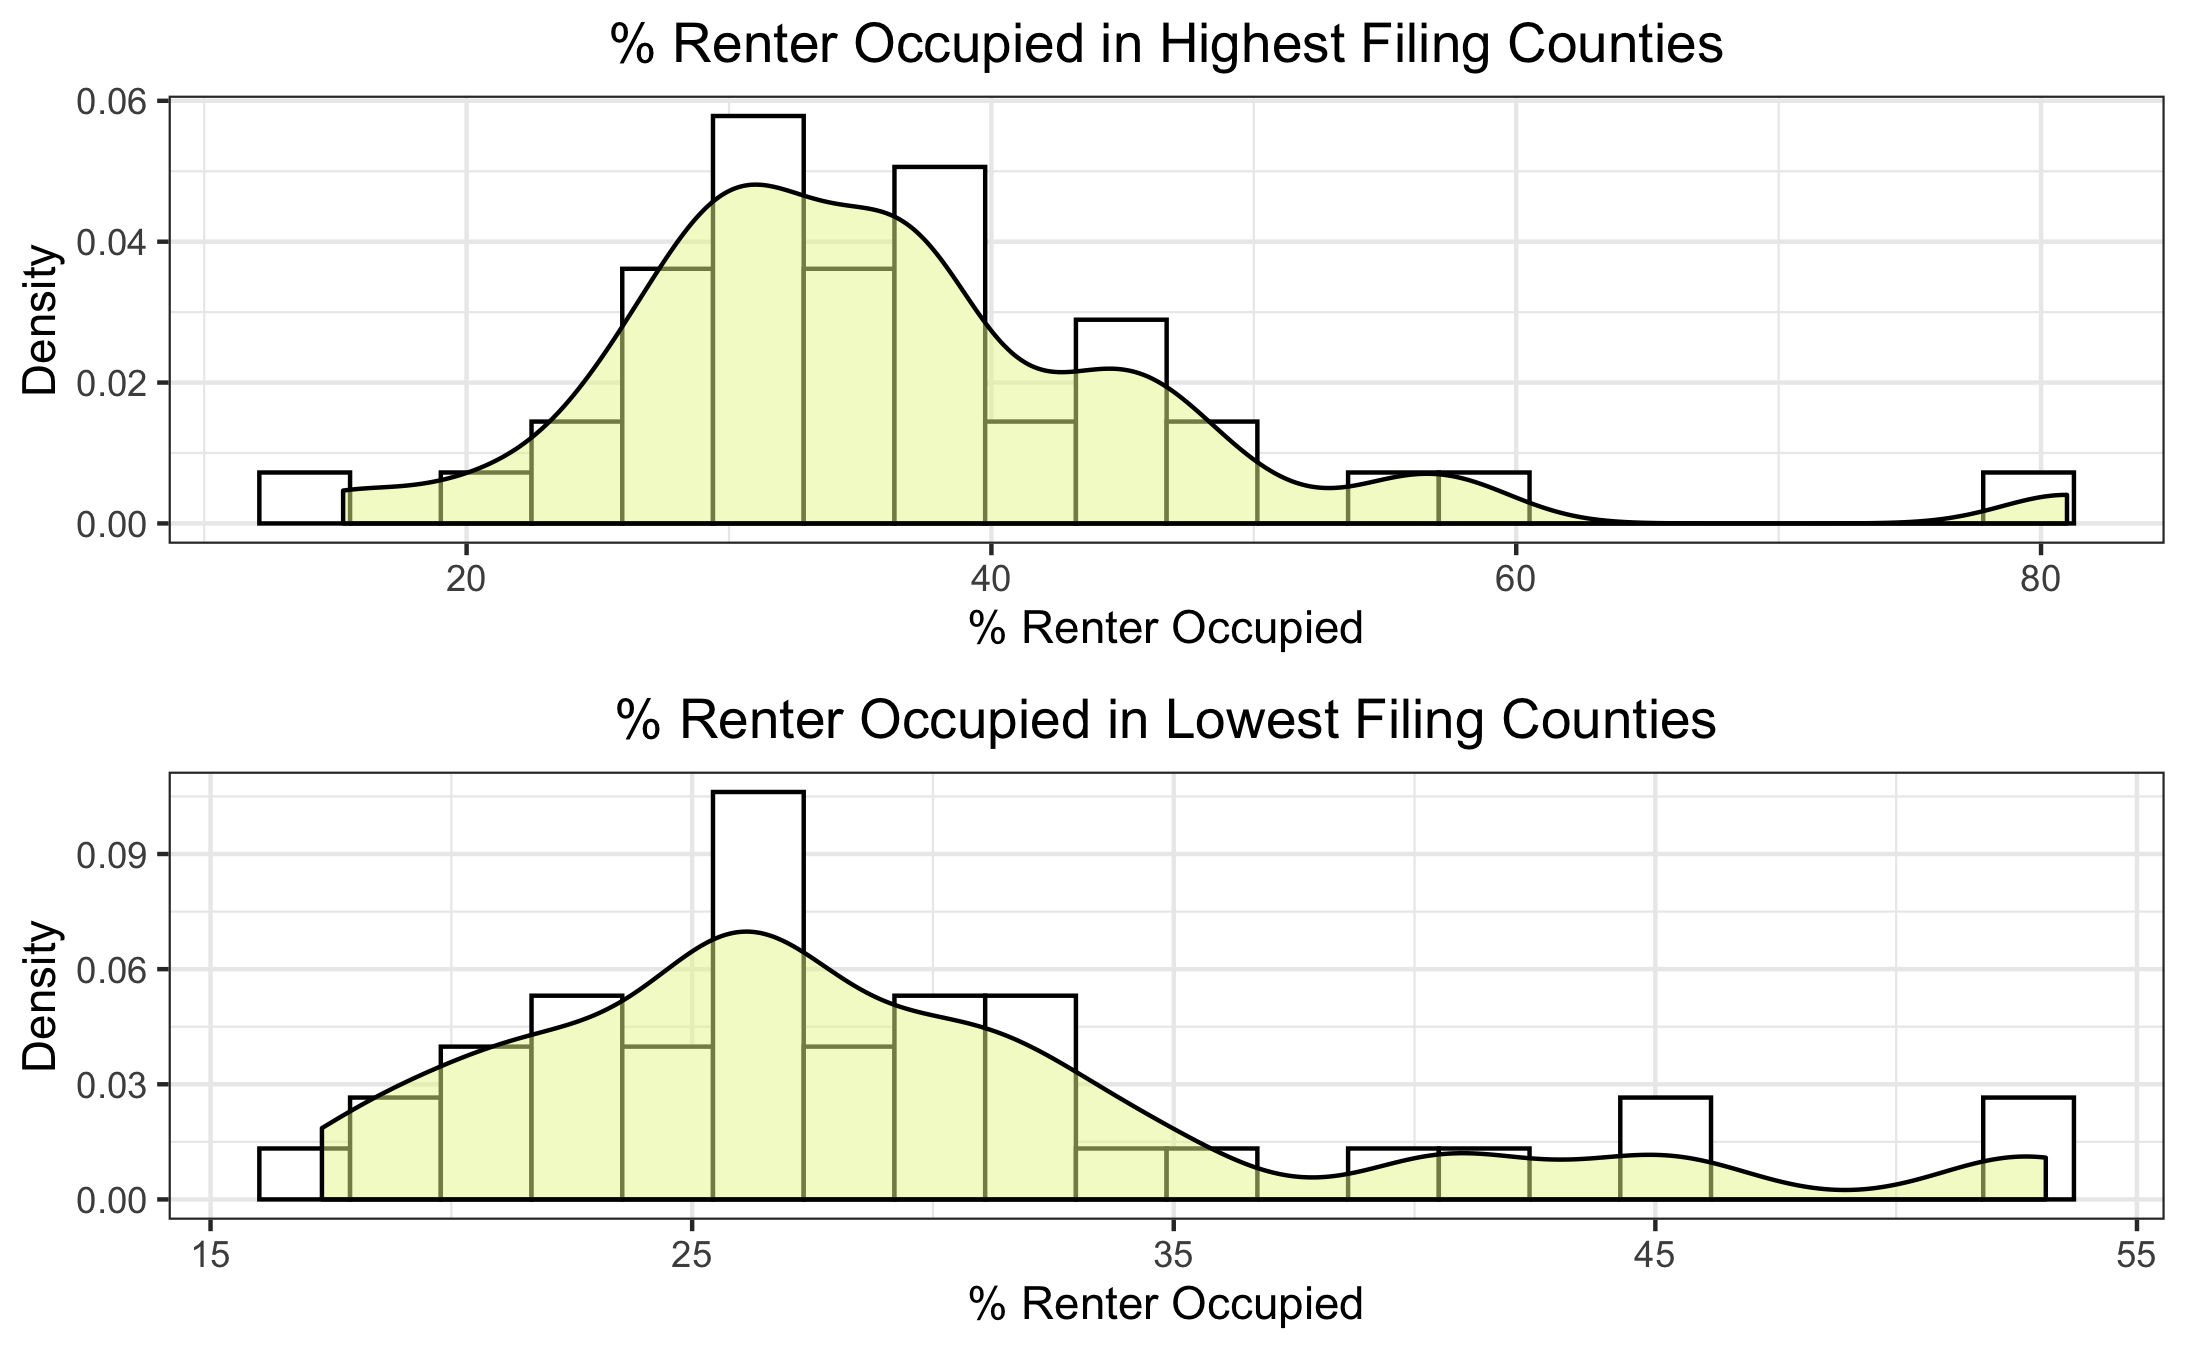 % Renter Occupied in Highest Filing Counties
0.06
0.04
0.02
0.00
Density
20 40 60 80
% Renter Occupied
% Renter Occupied in Lowest Filing Counties
0.09
0.06
0.03
0.00
Density
15 25 35 45 55
% Renter Occupied